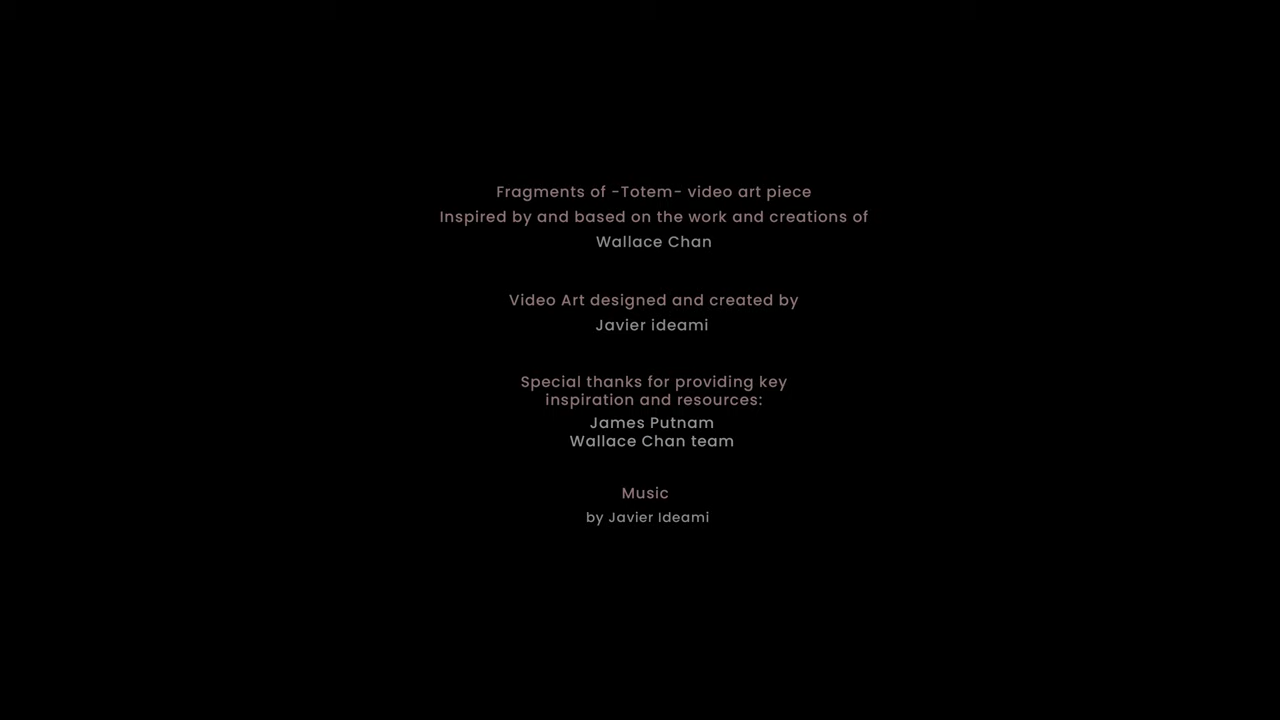 Fragments of -Totem- video art piece
Inspired by and based on the work and creations of
Wallace Chan
Video Art designed and created by
Javier ideami
Special thanks for providing key
inspiration and resources:
James Putnam
Wallace Chan team
Music
by Javier Ideami